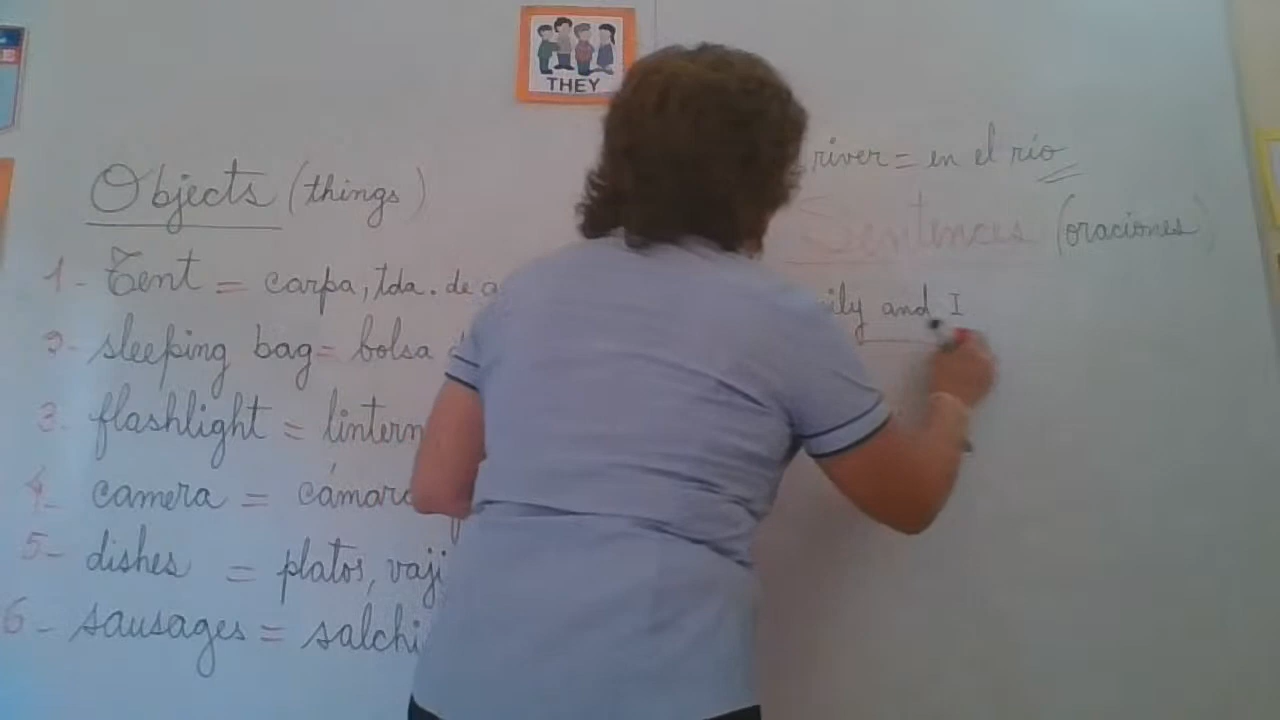 THEY
Objects (things)
1- Tent = carpa, tda. de a
2- sleeping bag= bolsa
3- flashlight = lintern
4- camera = cámara
5- dishes = platos, vaji
6- sausages = salchi
river = en el río
Sentences (oraciones)
ily and I